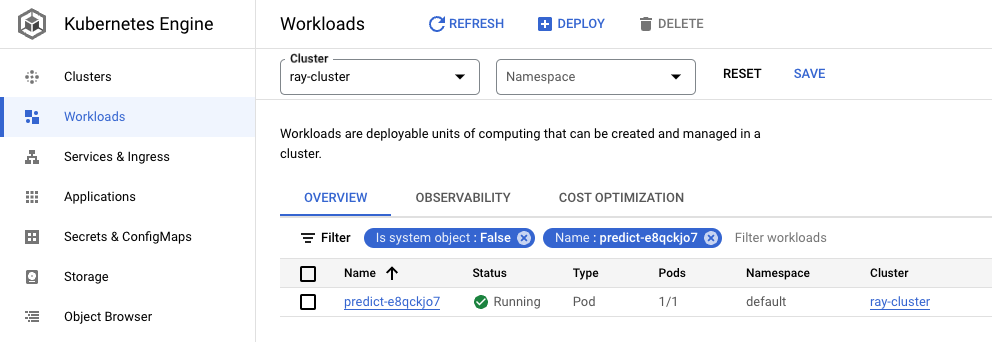 Kubernetes Engine
Workloads
REFRESH
DEPLOY
DELETE
Clusters
Workloads
Services & Ingress
Applications
Secrets & ConfigMaps
Storage
Object Browser
Cluster
ray-cluster
Namespace
RESET
SAVE
Workloads are deployable units of computing that can be created and managed in a
cluster.
OVERVIEW
OBSERVABILITY
COST OPTIMIZATION
Filter
Is system object : False
Name : predict-e8qckjo7
Filter workloads
Name Status Type Pods Namespace Cluster
predict-e8qckjo7 Running Pod 1/1 default ray-cluster